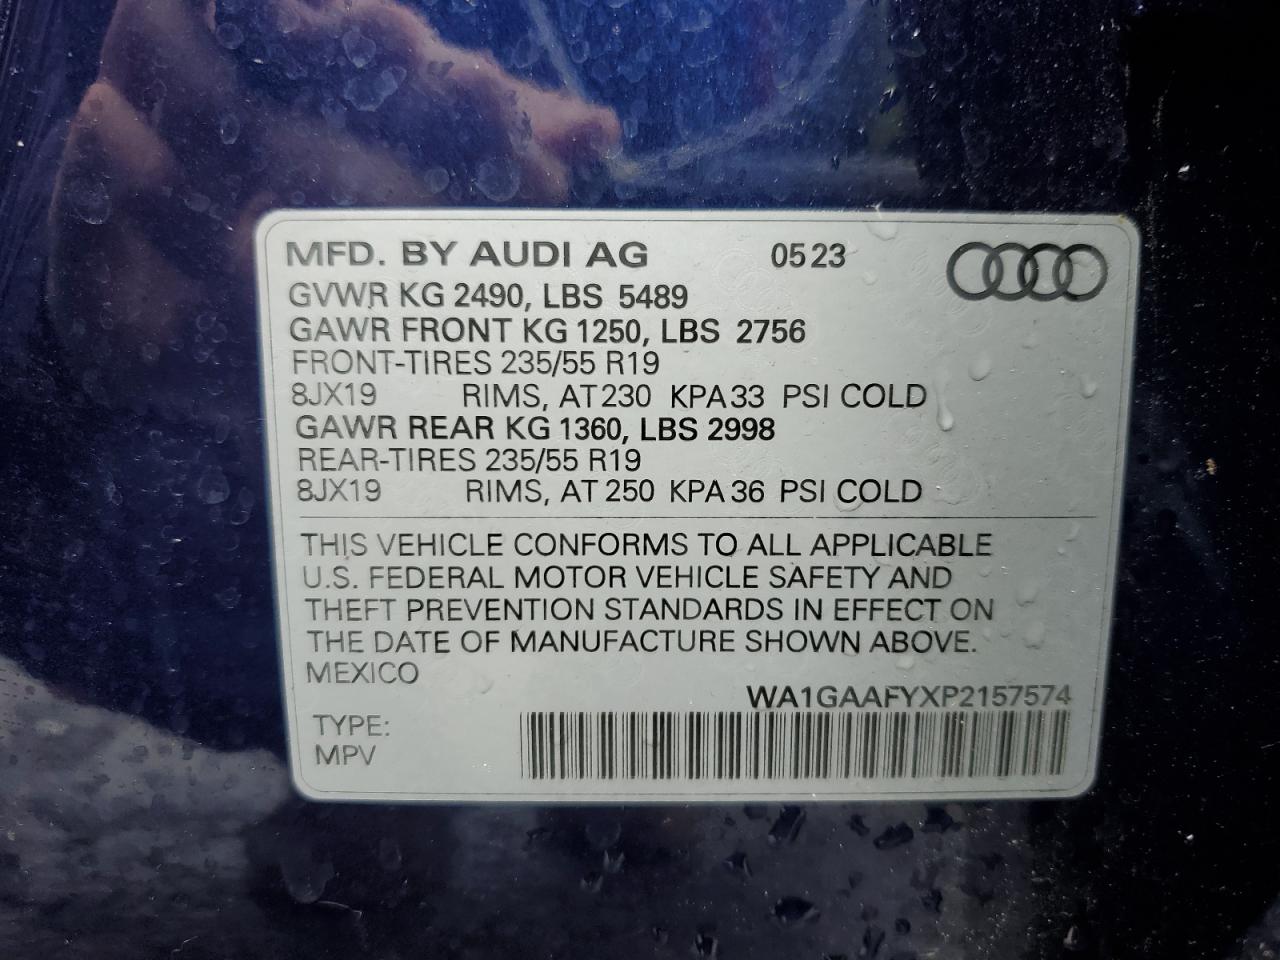 MFD. BY AUDI AG 0523
GVWR KG 2490, LBS 5489
GAWR FRONT KG 1250, LBS 2756
FRONT-TIRES 235/55 R19
8JX19 RIMS, AT 230 KPA 33 PSI COLD
GAWR REAR KG 1360, LBS 2998
REAR-TIRES 235/55 R19
8JX19 RIMS, AT 250 KPA 36 PSI COLD
THIS VEHICLE CONFORMS TO ALL APPLICABLE
U.S. FEDERAL MOTOR VEHICLE SAFETY AND
THEFT PREVENTION STANDARDS IN EFFECT ON
THE DATE OF MANUFACTURE SHOWN ABOVE.
MEXICO
WA1GAAFYXP2157574
TYPE:
MPV